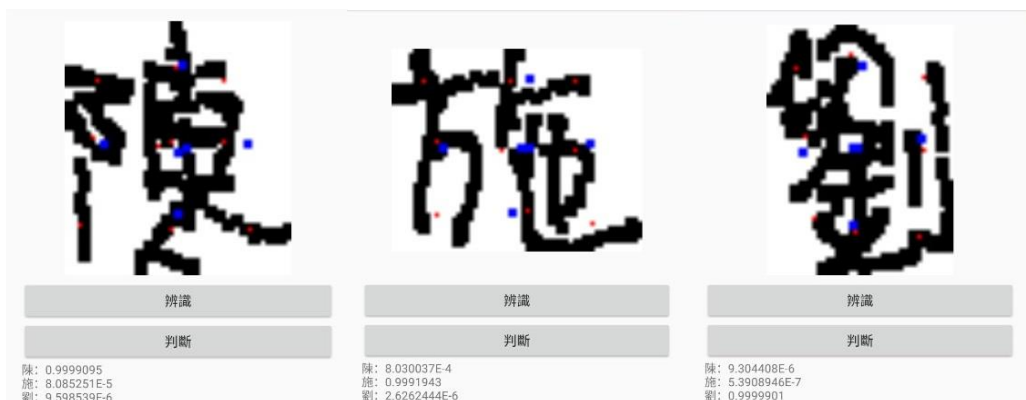 陳 施 劉
辨識 辨識 辨識
判斷 判斷 判斷
陳: 0.9999095 陳: 8.030037E-4 陳: 9.304408E-6
施: 8.085251E-5 施: 0.9991943 施: 5.3908946E-7
劉: 9.598539E-6 劉: 2.6262444E-6 劉: 0.9999901